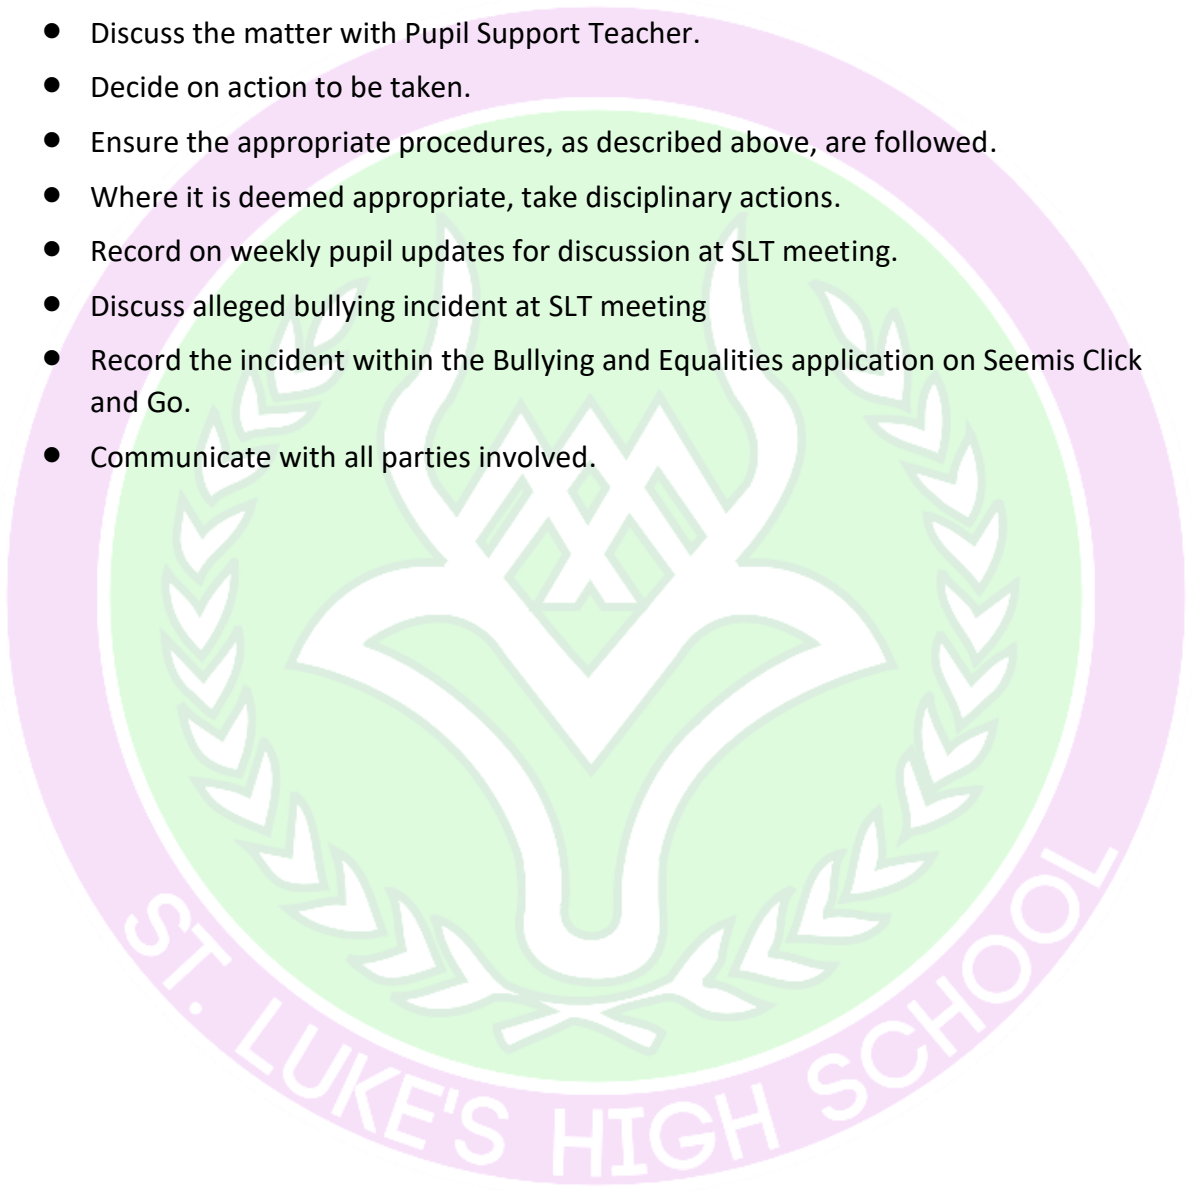 • Discuss the matter with Pupil Support Teacher.
• Decide on action to be taken.
• Ensure the appropriate procedures, as described above, are followed.
• Where it is deemed appropriate, take disciplinary actions.
• Record on weekly pupil updates for discussion at SLT meeting.
• Discuss alleged bullying incident at SLT meeting
• Record the incident within the Bullying and Equalities application on Seemis Click
and Go.
• Communicate with all parties involved.
ST. LUKE'S HIGH SCHOOL